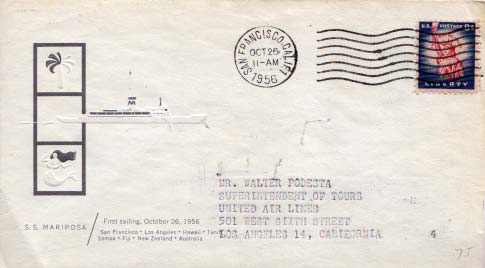 SAN FRANCISCO, CALIF.
OCT 26
11-AM
1956
U.S. POSTAGE
LIBERTY
MR. WALTER PODESTA
SUPERINTENDENT OF TOURS
UNITED AIR LINES
501 WEST SIXTH STREET
LOS ANGELES 14, CALIFORNIA
4
75
S.S. MARIPOSA
First sailing, October 26, 1956
San Francisco • Los Angeles • Hawaii •
Samoa • Fiji • New Zealand • Australia